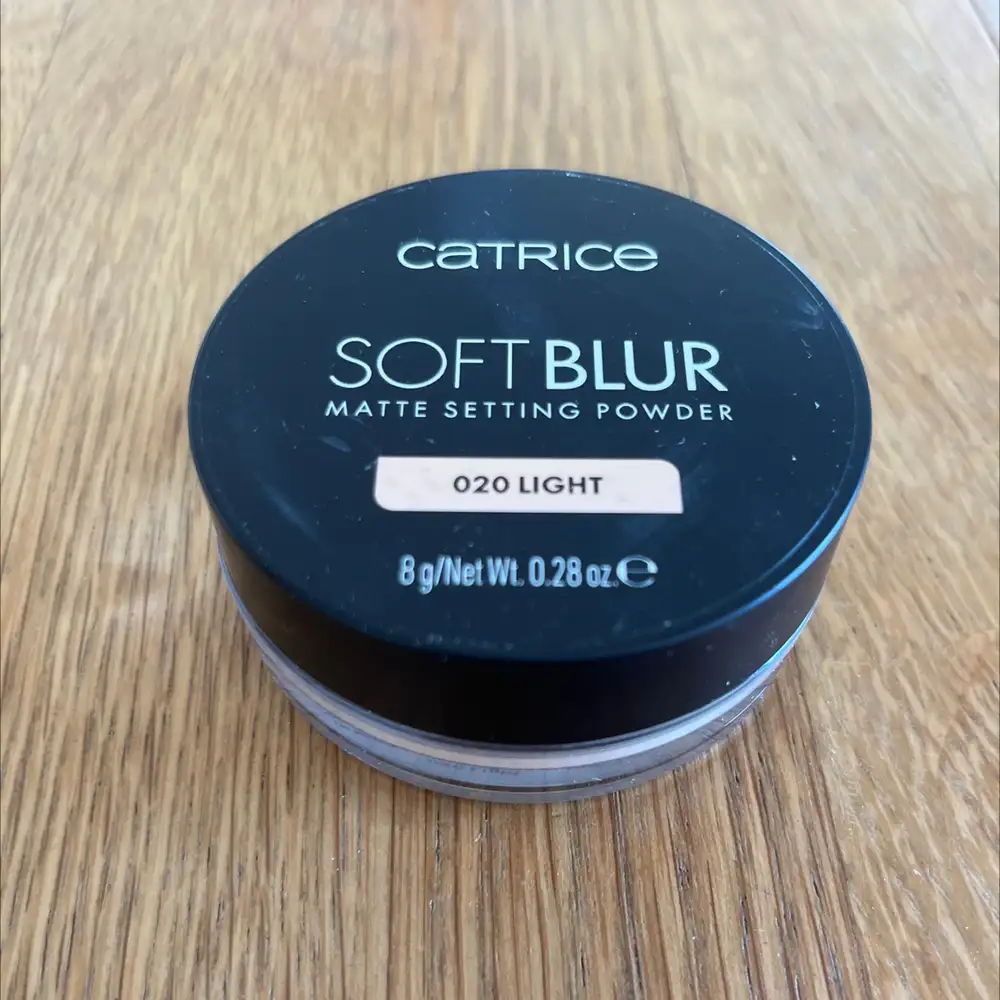 CATRICE
SOFT BLUR
MATTE SETTING POWDER
020 LIGHT
8 g/Net Wt. 0.28 oz. ℮